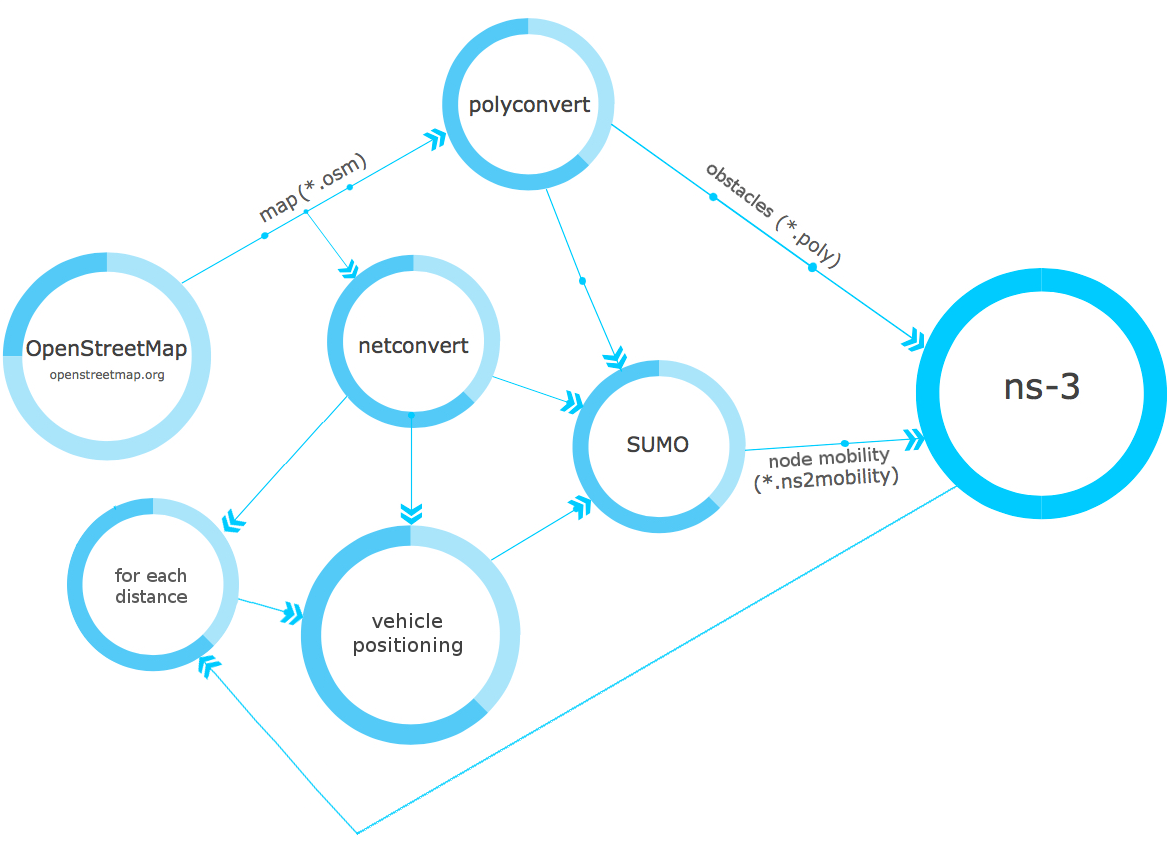 polyconvert
map (*.osm)
obstacles (*.poly)
OpenStreetMap
openstreetmap.org
netconvert
ns-3
SUMO
node mobility
(*.ns2mobility)
for each
distance
vehicle
positioning